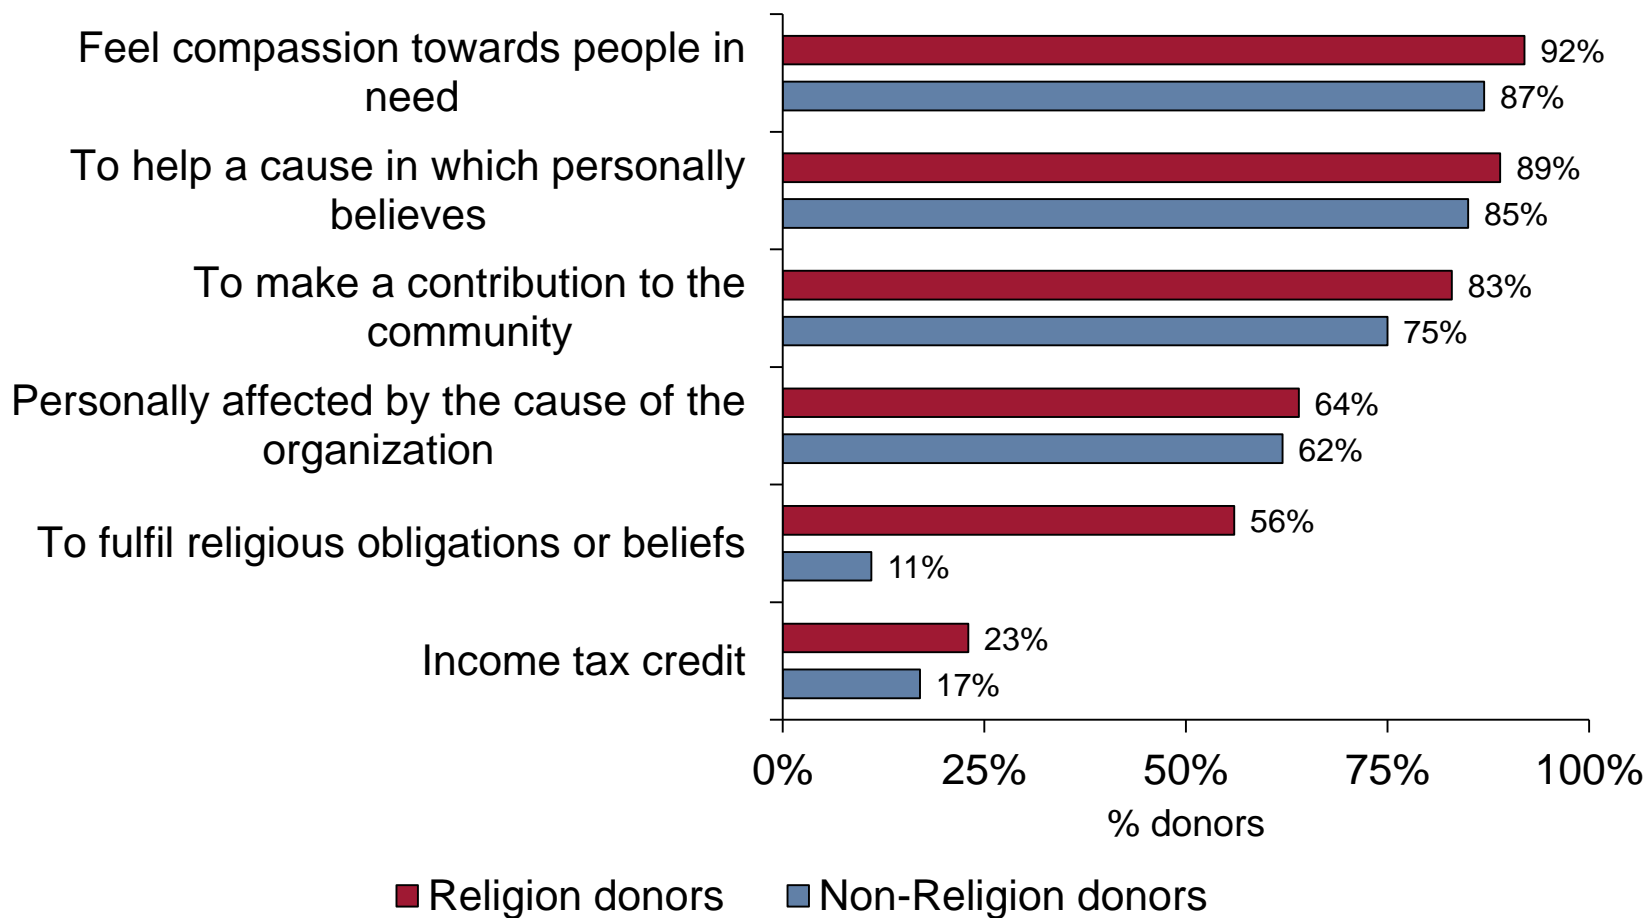 Feel compassion towards people in
need
92%
87%
To help a cause in which personally
believes
89%
85%
To make a contribution to the
community
83%
75%
Personally affected by the cause of the
organization
64%
62%
To fulfil religious obligations or beliefs
56%
11%
Income tax credit
23%
17%
0% 25% 50% 75% 100%
% donors
Religion donors Non-Religion donors